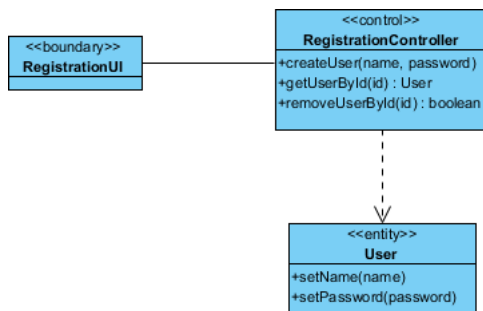 <<boundary>>
RegistrationUI
<<control>>
RegistrationController
+createUser(name, password)
+getUserById(id) : User
+removeUserById(id) : boolean
<<entity>>
User
+setName(name)
+setPassword(password)